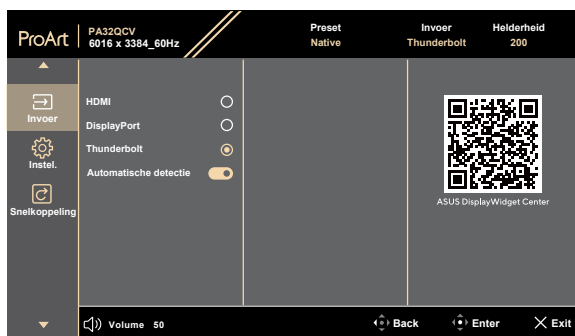 ProArt
PA32QCV
6016 x 3384_60Hz
Preset
Native
Invoer
Thunderbolt
Helderheid
200
Invoer
Instel.
Snelkoppeling
HDMI
DisplayPort
Thunderbolt
Automatische detectie
ASUS DisplayWidget Center
Volume 50
Back
Enter
Exit